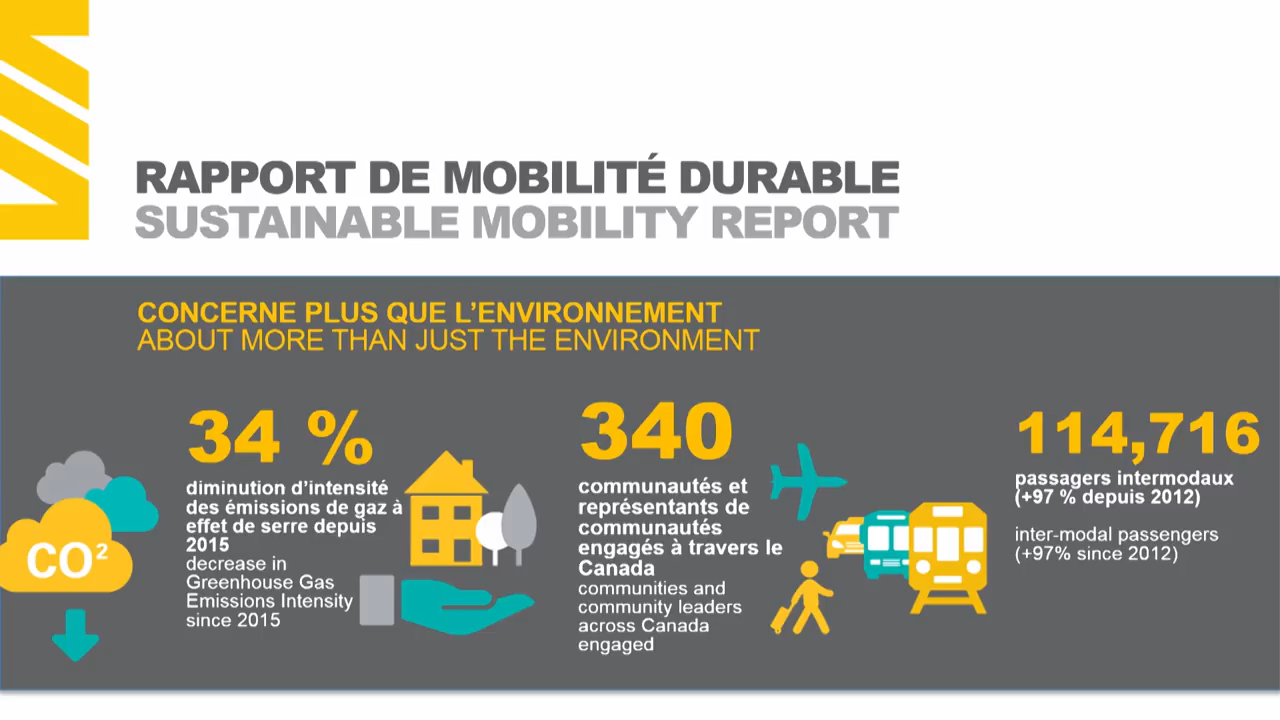 RAPPORT DE MOBILITÉ DURABLE
SUSTAINABLE MOBILITY REPORT
CONCERNE PLUS QUE L’ENVIRONNEMENT
ABOUT MORE THAN JUST THE ENVIRONMENT
CO²
34 %
diminution d’intensité
des émissions de gaz à
effet de serre depuis
2015
decrease in
Greenhouse Gas
Emissions Intensity
since 2015
340
communautés et
représentants de
communautés
engagés à travers le
Canada
communities and
community leaders
across Canada
engaged
114,716
passagers intermodaux
(+97 % depuis 2012)
inter-modal passengers
(+97% since 2012)